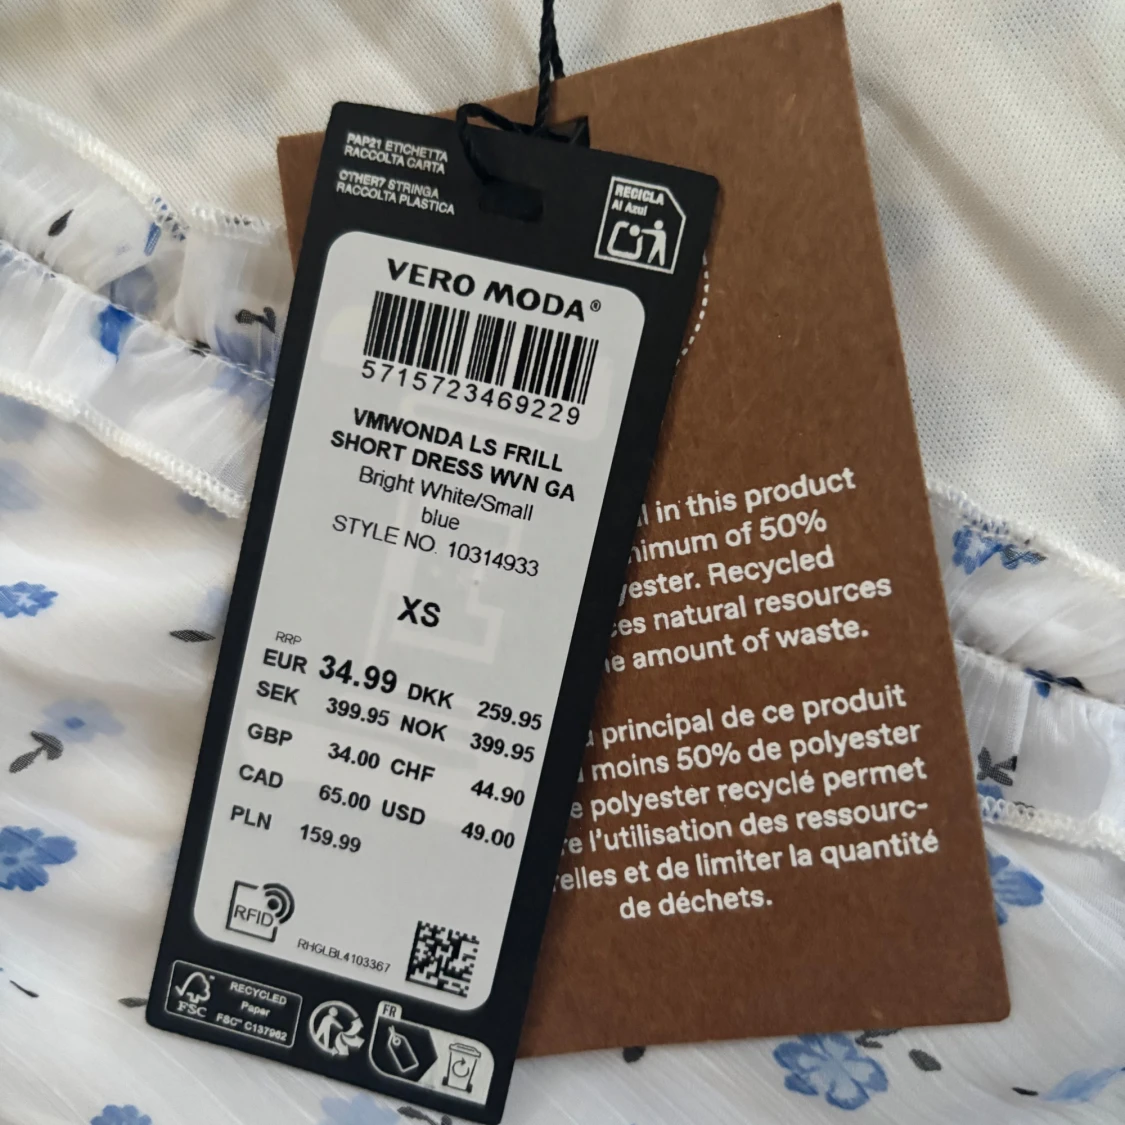 PAP21 ETICHETTA
RACCOLTA CARTA
OTHER7 STRINGA
RACCOLTA PLASTICA
RECICLA
Al Azul
VERO MODA®
5715723469229
VMWONDA LS FRILL
SHORT DRESS WVN GA
Bright White/Small
blue
STYLE NO. 10314933
XS
RRP
EUR 34.99 DKK 259.95
SEK 399.95 NOK 399.95
GBP 34.00 CHF 44.90
CAD 65.00 USD 49.00
PLN 159.99
RFID
RHGLBL4103367
FSC
RECYCLED
Paper
FSC™ C137962
FR
in this product
of 50%
Recycled
natural resources
amount of waste.
principal de ce produit
moins 50% de polyester
polyester recyclé permet
l'utilisation des ressourc-
elles et de limiter la quantité
de déchets.